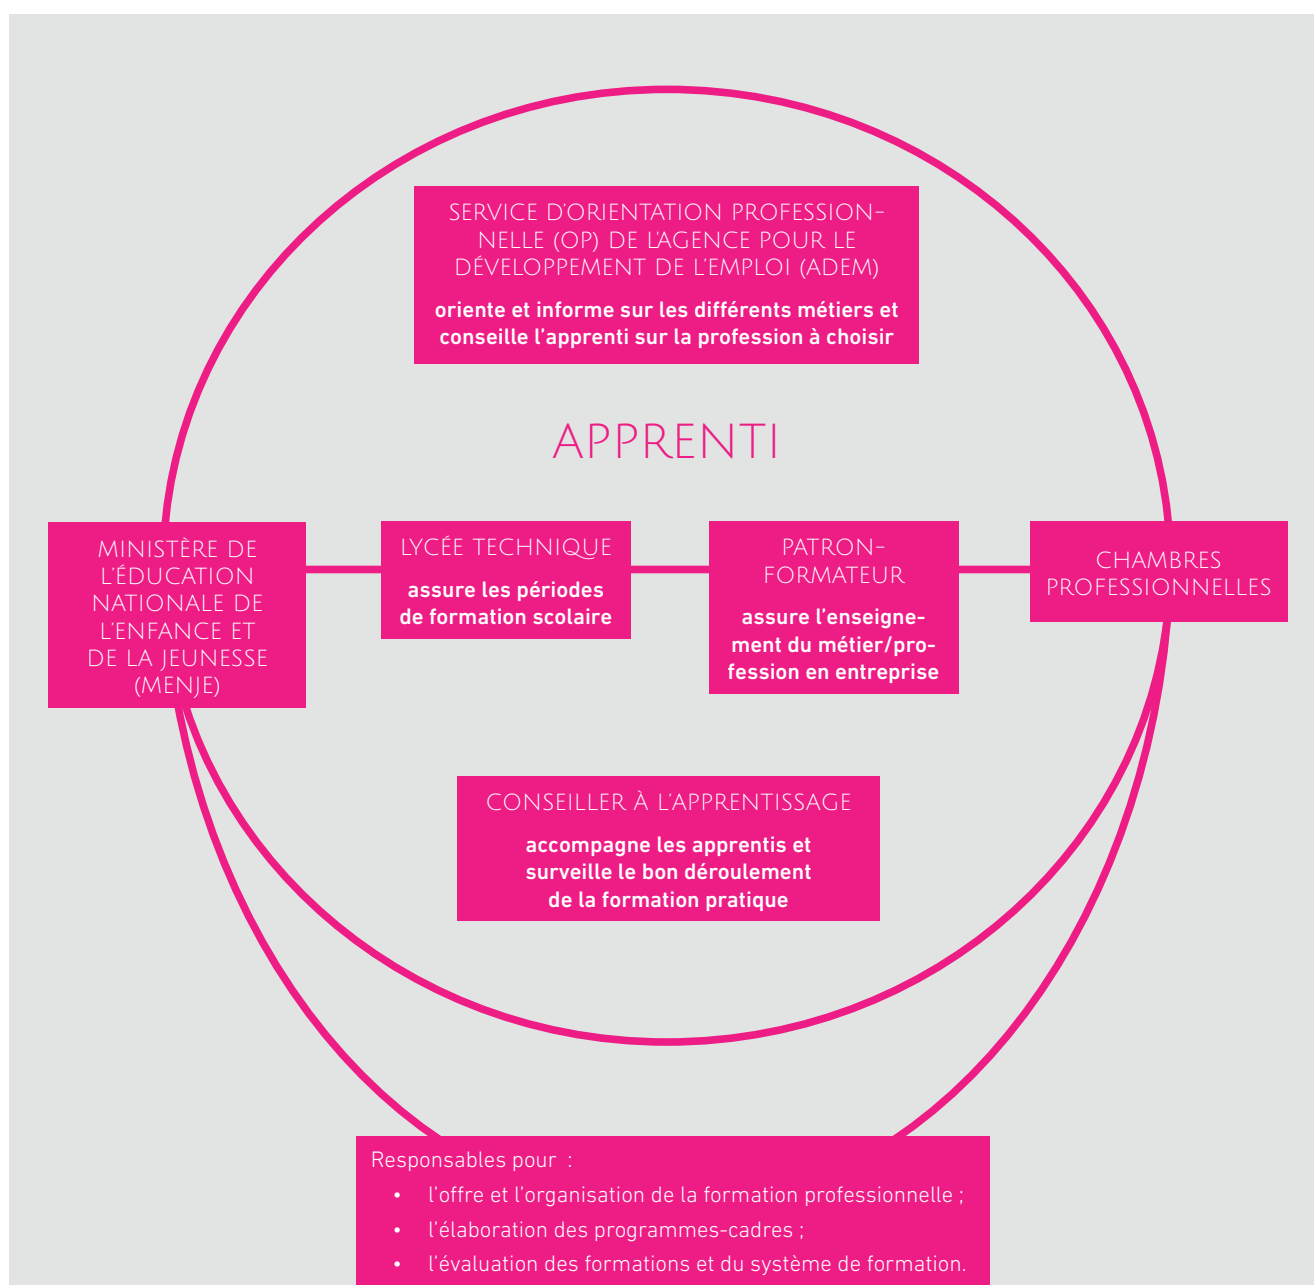 SERVICE D'ORIENTATION PROFESSION-
NELLE (OP) DE L'AGENCE POUR LE
DÉVELOPPEMENT DE L'EMPLOI (ADEM)
oriente et informe sur les différents métiers et
conseille l'apprenti sur la profession à choisir
APPRENTI
MINISTÈRE DE
L'ÉDUCATION
NATIONALE DE
L'ENFANCE ET
DE LA JEUNESSE
(MENJE)
LYCÉE TECHNIQUE
assure les périodes
de formation scolaire
PATRON-
FORMATEUR
assure l'enseigne-
ment du métier/pro-
fession en entreprise
CHAMBRES
PROFESSIONNELLES
CONSEILLER À L'APPRENTISSAGE
accompagne les apprentis et
surveille le bon déroulement
de la formation pratique
Responsables pour :
• l'offre et l'organisation de la formation professionnelle ;
• l'élaboration des programmes-cadres ;
• l'évaluation des formations et du système de formation.